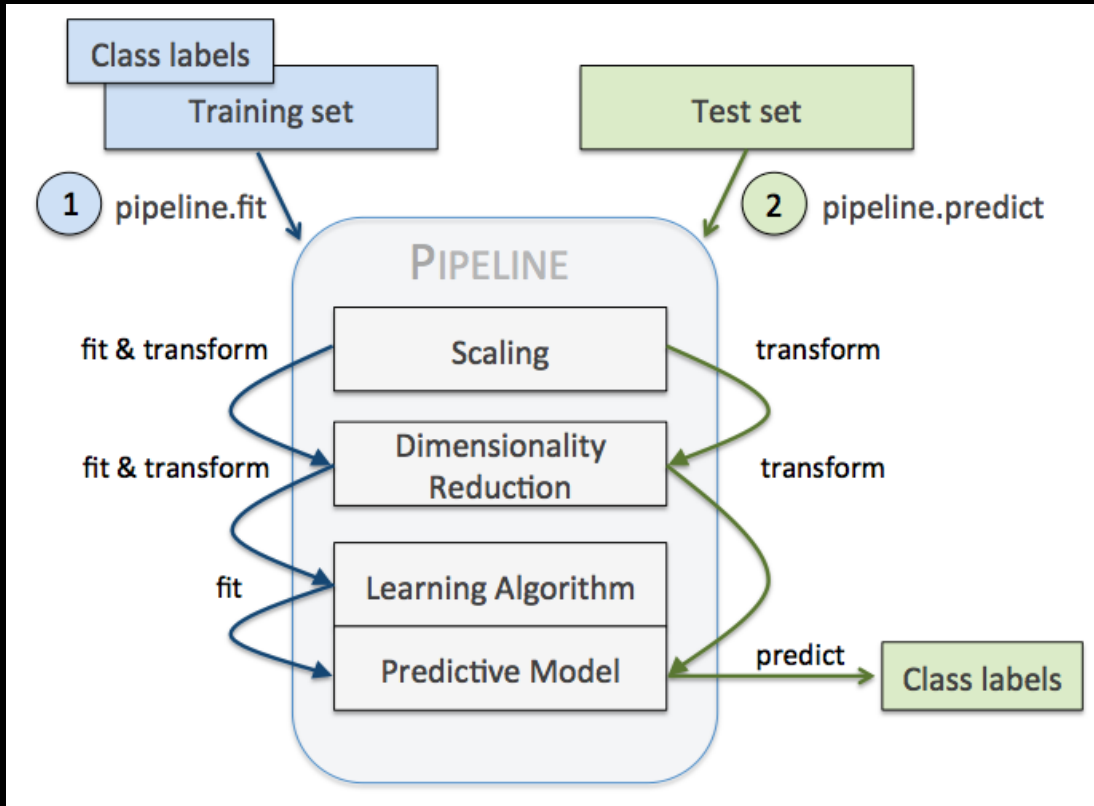 Class labels
Training set
Test set
1
pipeline.fit
2
pipeline.predict
PIPELINE
fit & transform
Scaling
transform
fit & transform
Dimensionality
Reduction
transform
fit
Learning Algorithm
Predictive Model
predict
Class labels